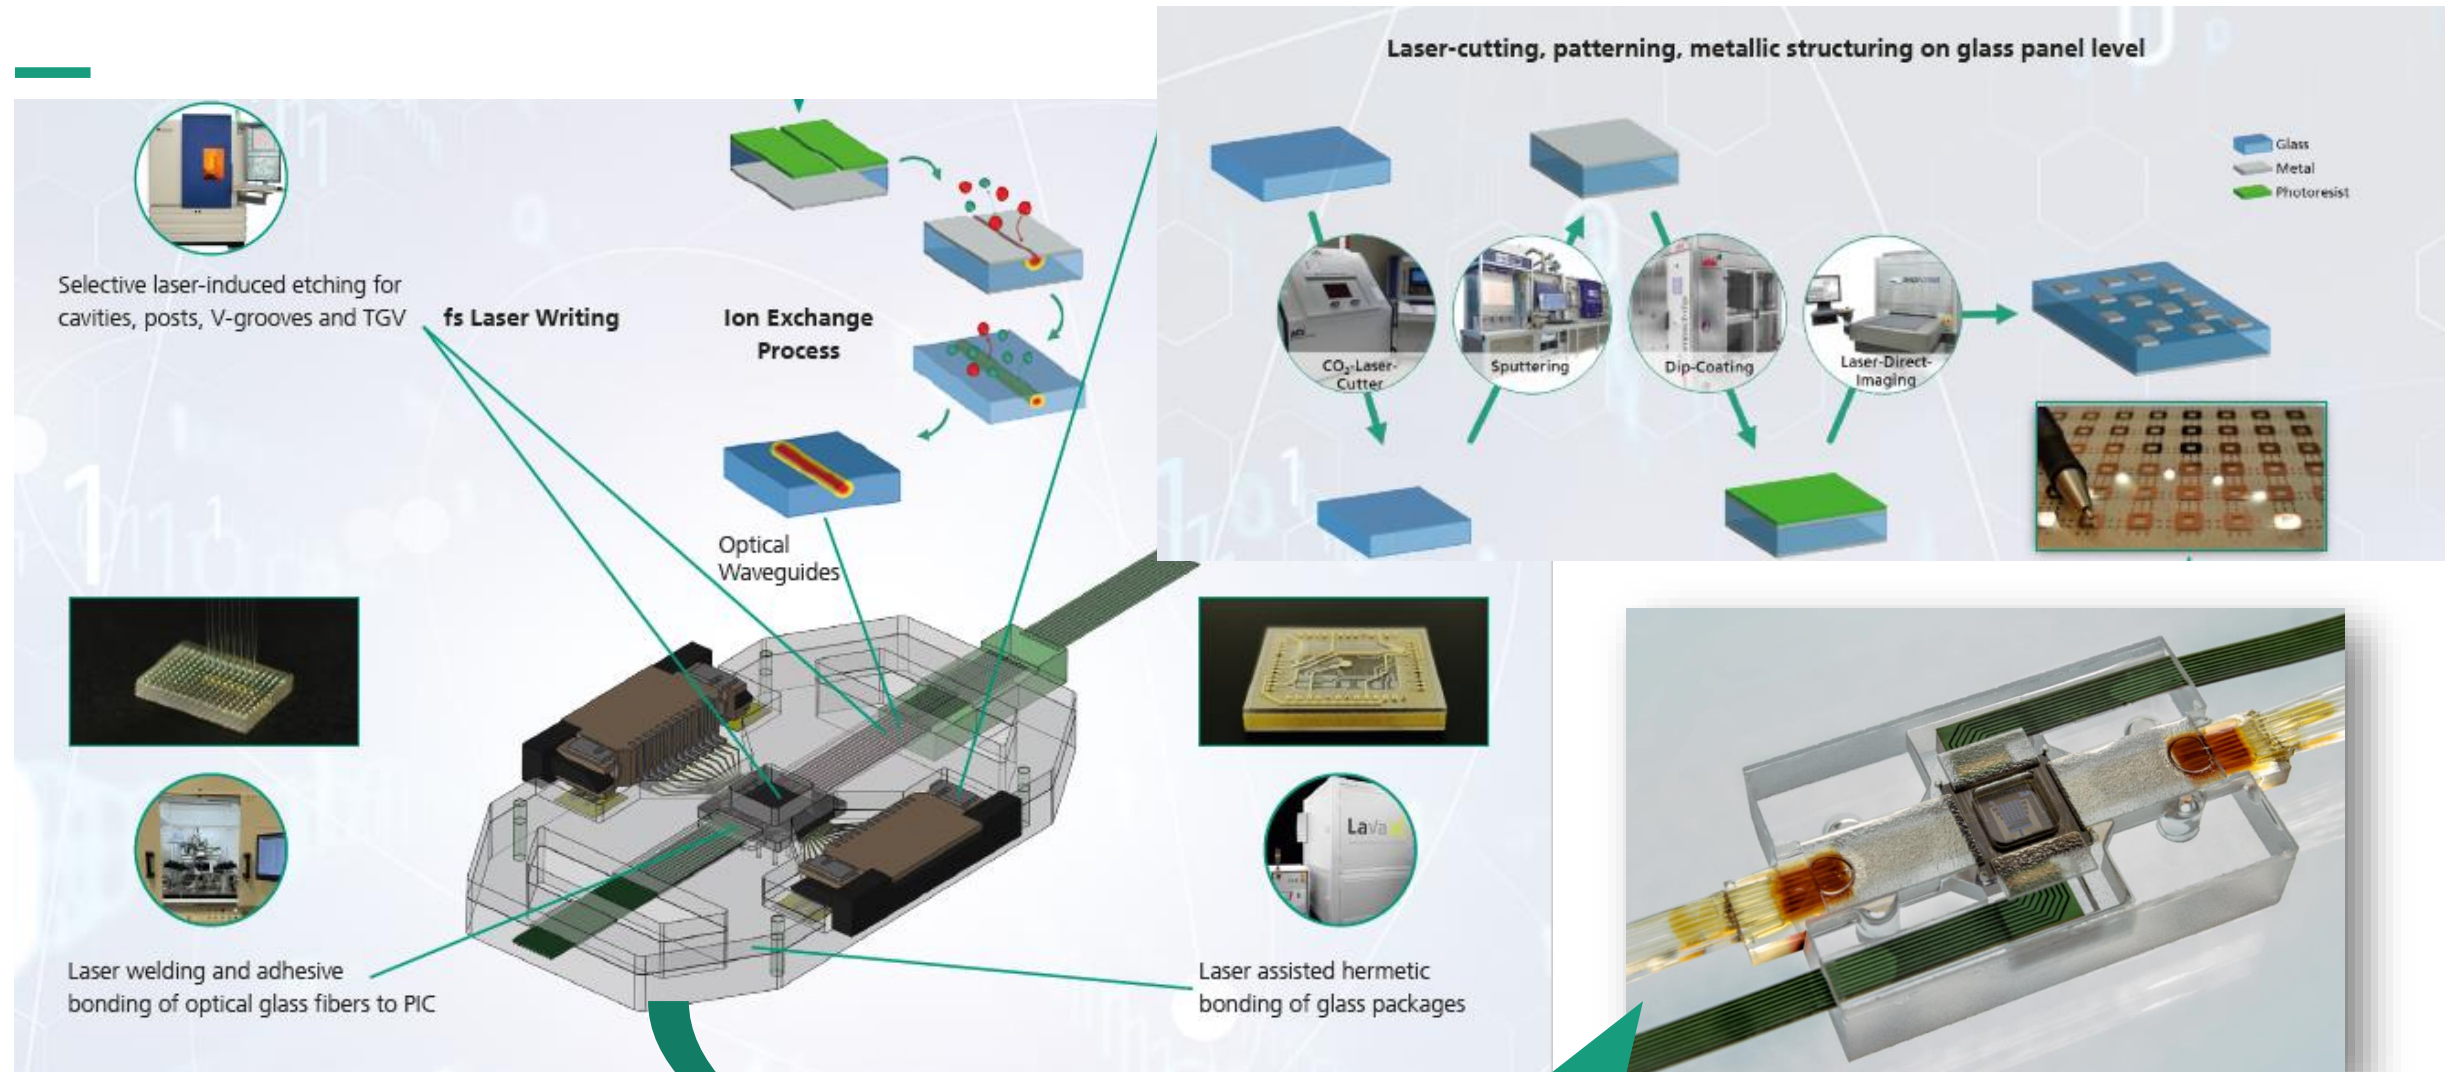 Laser-cutting, patterning, metallic structuring on glass panel level
Glass
Metal
Photoresist
CO₂-Laser-
Cutter
Sputtering
Dip-Coating
Laser-Direct-
Imaging
Selective laser-induced etching for
cavities, posts, V-grooves and TGV
fs Laser Writing
Ion Exchange
Process
Optical
Waveguides
LaVa
Laser welding and adhesive
bonding of optical glass fibers to PIC
Laser assisted hermetic
bonding of glass packages